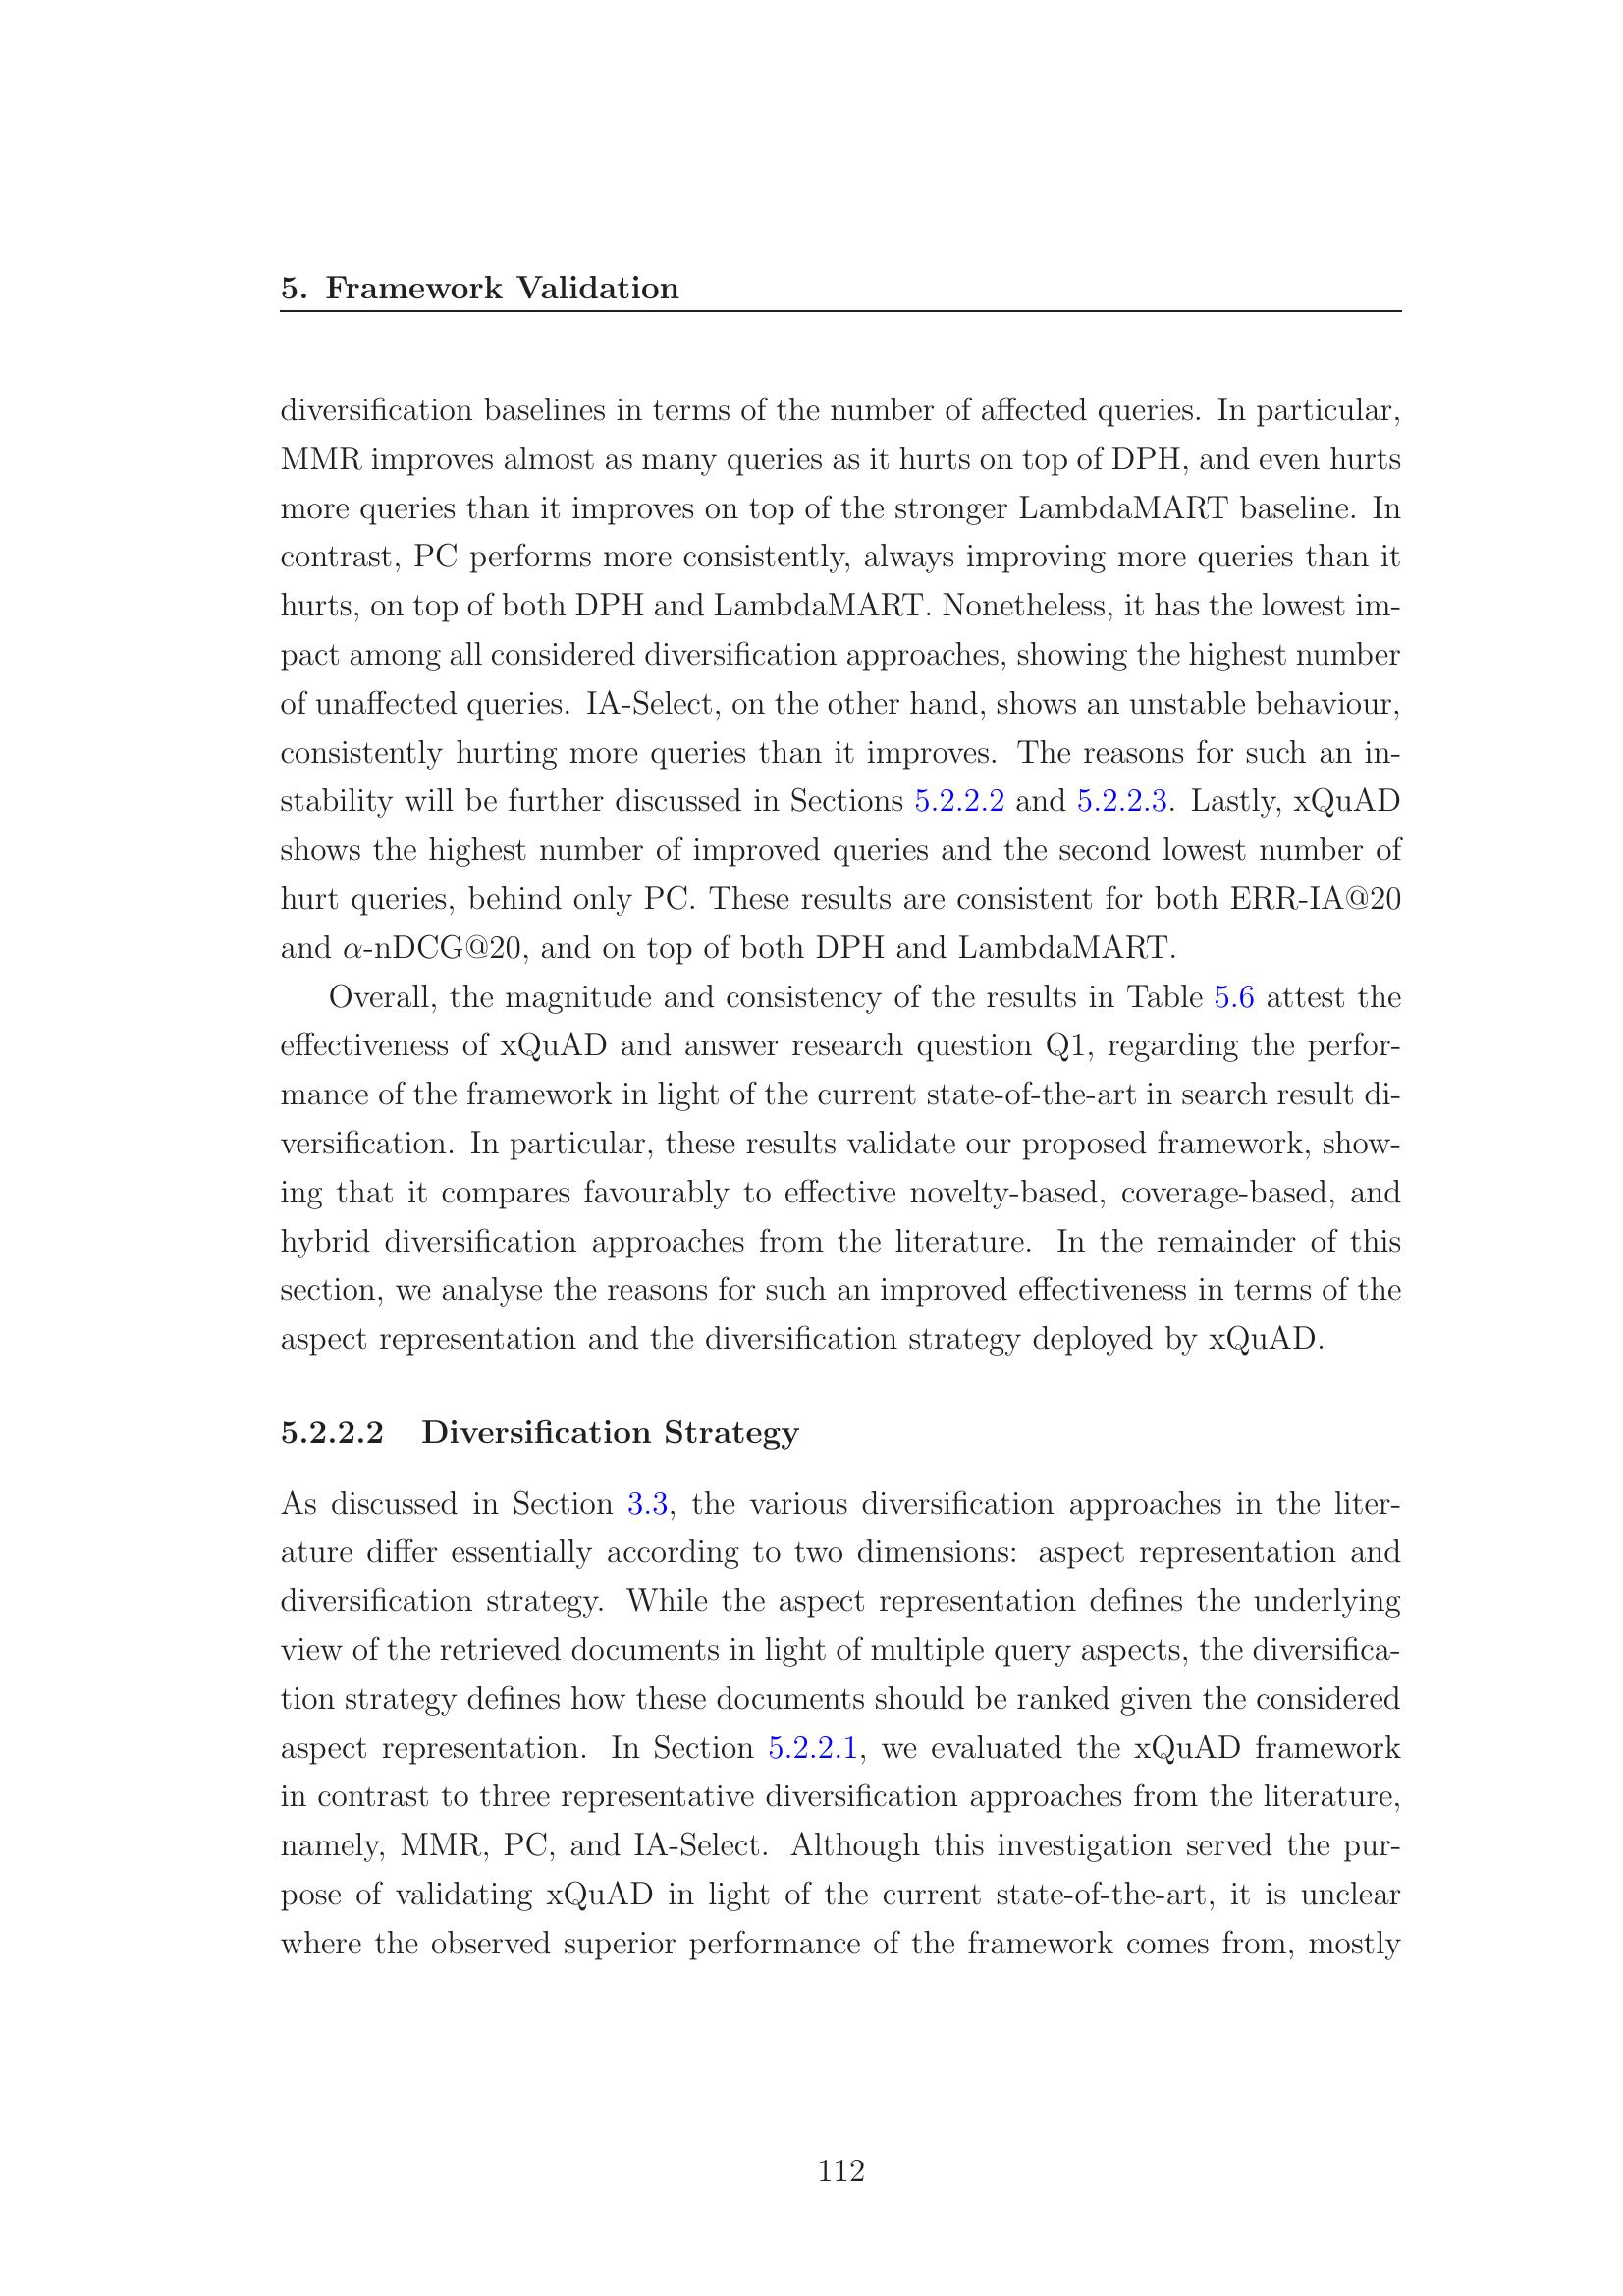 5. Framework Validation
diversification baselines in terms of the number of affected queries. In particular,
MMR improves almost as many queries as it hurts on top of DPH, and even hurts
more queries than it improves on top of the stronger LambdaMART baseline. In
contrast, PC performs more consistently, always improving more queries than it
hurts, on top of both DPH and LambdaMART. Nonetheless, it has the lowest im-
pact among all considered diversification approaches, showing the highest number
of unaffected queries. IA-Select, on the other hand, shows an unstable behaviour,
consistently hurting more queries than it improves. The reasons for such an in-
stability will be further discussed in Sections 5.2.2.2 and 5.2.2.3. Lastly, xQuAD
shows the highest number of improved queries and the second lowest number of
hurt queries, behind only PC. These results are consistent for both ERR-IA@20
and α-nDCG@20, and on top of both DPH and LambdaMART.
Overall, the magnitude and consistency of the results in Table 5.6 attest the
effectiveness of xQuAD and answer research question Q1, regarding the perfor-
mance of the framework in light of the current state-of-the-art in search result di-
versification. In particular, these results validate our proposed framework, show-
ing that it compares favourably to effective novelty-based, coverage-based, and
hybrid diversification approaches from the literature. In the remainder of this
section, we analyse the reasons for such an improved effectiveness in terms of the
aspect representation and the diversification strategy deployed by xQuAD.
5.2.2.2 Diversification Strategy
As discussed in Section 3.3, the various diversification approaches in the liter-
ature differ essentially according to two dimensions: aspect representation and
diversification strategy. While the aspect representation defines the underlying
view of the retrieved documents in light of multiple query aspects, the diversifica-
tion strategy defines how these documents should be ranked given the considered
aspect representation. In Section 5.2.2.1, we evaluated the xQuAD framework
in contrast to three representative diversification approaches from the literature,
namely, MMR, PC, and IA-Select. Although this investigation served the pur-
pose of validating xQuAD in light of the current state-of-the-art, it is unclear
where the observed superior performance of the framework comes from, mostly
112